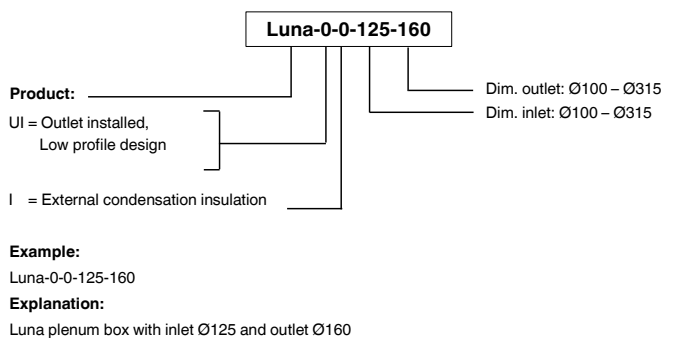 Luna-0-0-125-160
Dim. outlet: Ø100 – Ø315
Product:
Dim. inlet: Ø100 – Ø315
UI = Outlet installed,
Low profile design
I = External condensation insulation
Example:
Luna-0-0-125-160
Explanation:
Luna plenum box with inlet Ø125 and outlet Ø160